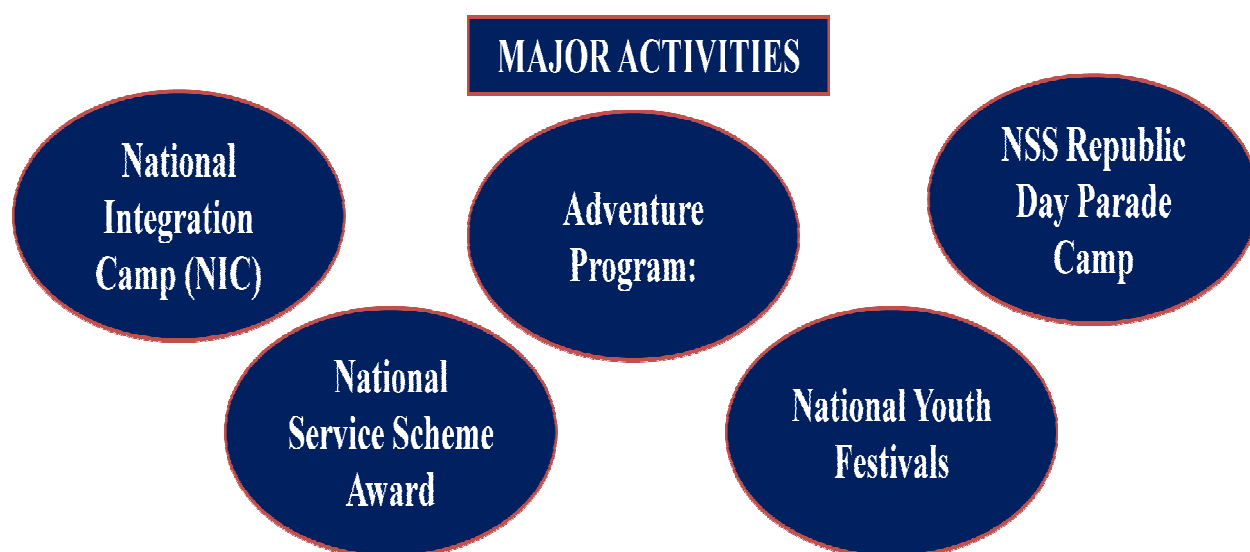 MAJOR ACTIVITIES
National
Integration
Camp (NIC)
Adventure
Program:
NSS Republic
Day Parade
Camp
National
Service Scheme
Award
National Youth
Festivals